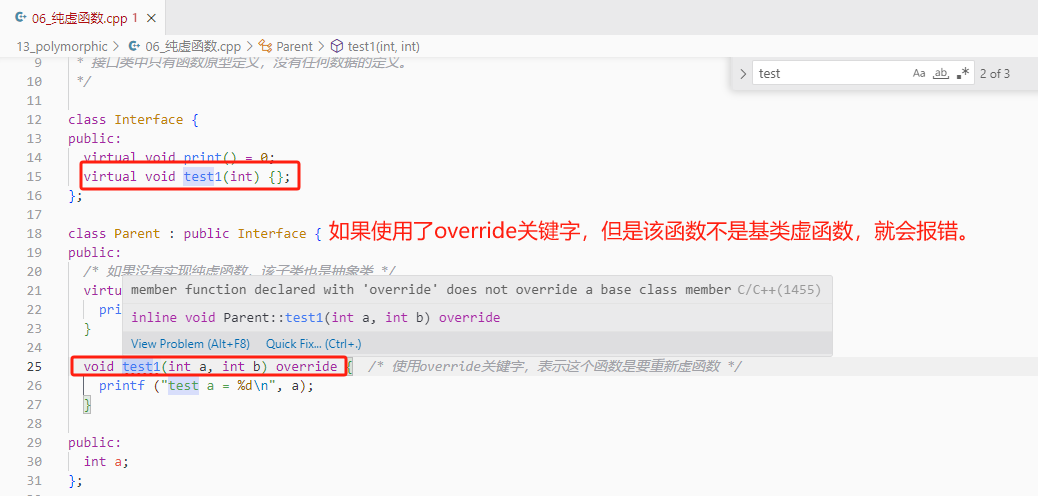 06_纯虚函数.cpp 1
13_polymorphic > 06_纯虚函数.cpp > Parent > test1(int, int)
test Aa ab .* 2 of 3
9 * 接口类中只有函数原型定义，没有任何数据的定义。
10 */
11
12 class Interface {
13 public:
14 virtual void print() = 0;
15 virtual void test1(int) {};
16 };
17
18 class Parent : public Interface {
如果使用了override关键字，但是该函数不是基类虚函数，就会报错。
19 public:
20 /* 如果没有实现纯虚函数，该子类也是抽象类 */
21 virtu
member function declared with 'override' does not override a base class member C/C++(1455)
22 pri
inline void Parent::test1(int a, int b) override
23 }
View Problem (Alt+F8) Quick Fix... (Ctrl+.)
24
25 void test1(int a, int b) override { /* 使用override关键字，表示这个函数是要重新虚函数 */
26 printf ("test a = %d\n", a);
27 }
28
29 public:
30 int a;
31 };